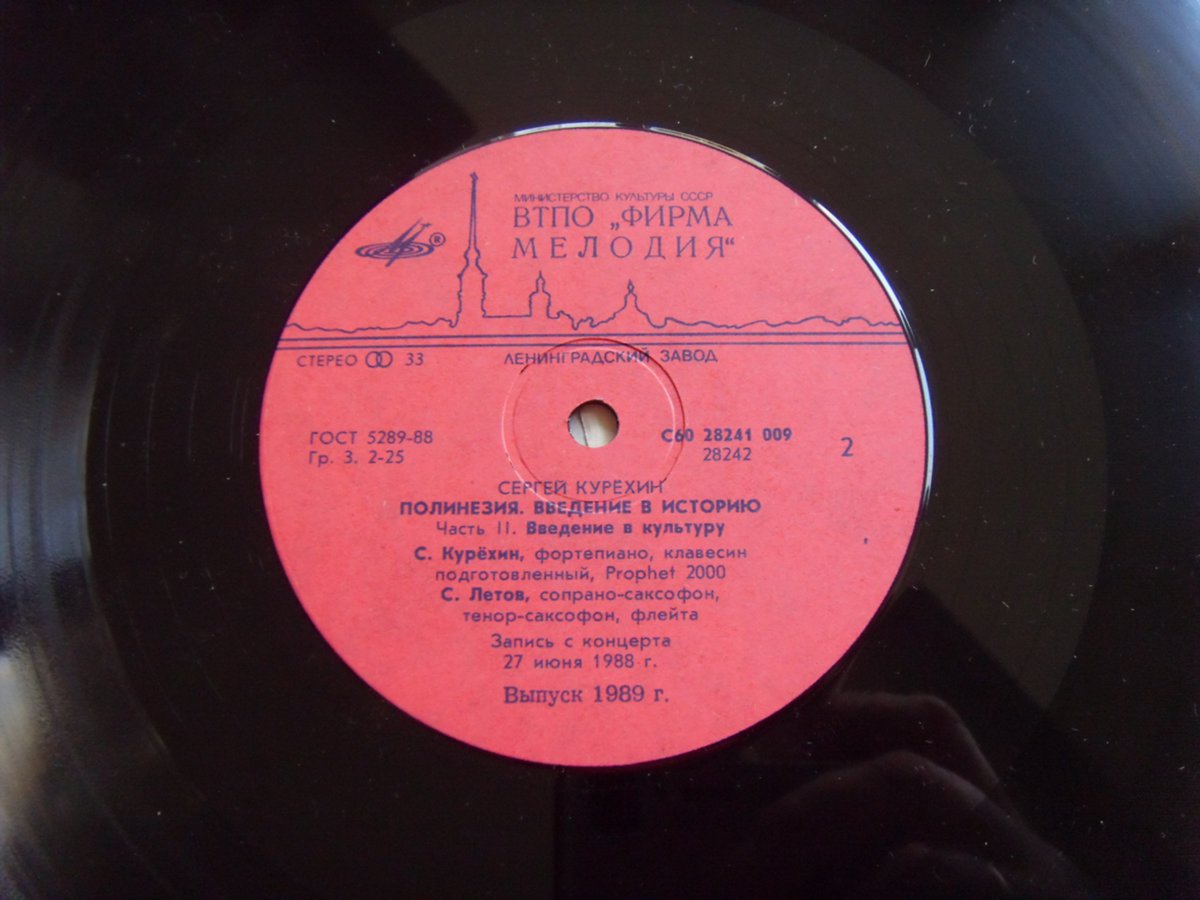 МИНИСТЕРСТВО КУЛЬТУРЫ СССР
ВТПО „ФИРМА
МЕЛОДИЯ“
®
СТЕРЕО 33
ЛЕНИНГРАДСКИЙ ЗАВОД
ГОСТ 5289-88
Гр. 3. 2-25
С60 28241 009
28242
2
СЕРГЕЙ КУРЁХИН
ПОЛИНЕЗИЯ. ВВЕДЕНИЕ В ИСТОРИЮ
Часть II. Введение в культуру
С. Курёхин, фортепиано, клавесин
подготовленный, Prophet 2000
С. Летов, сопрано-саксофон,
тенор-саксофон, флейта
Запись с концерта
27 июня 1988 г.
Выпуск 1989 г.